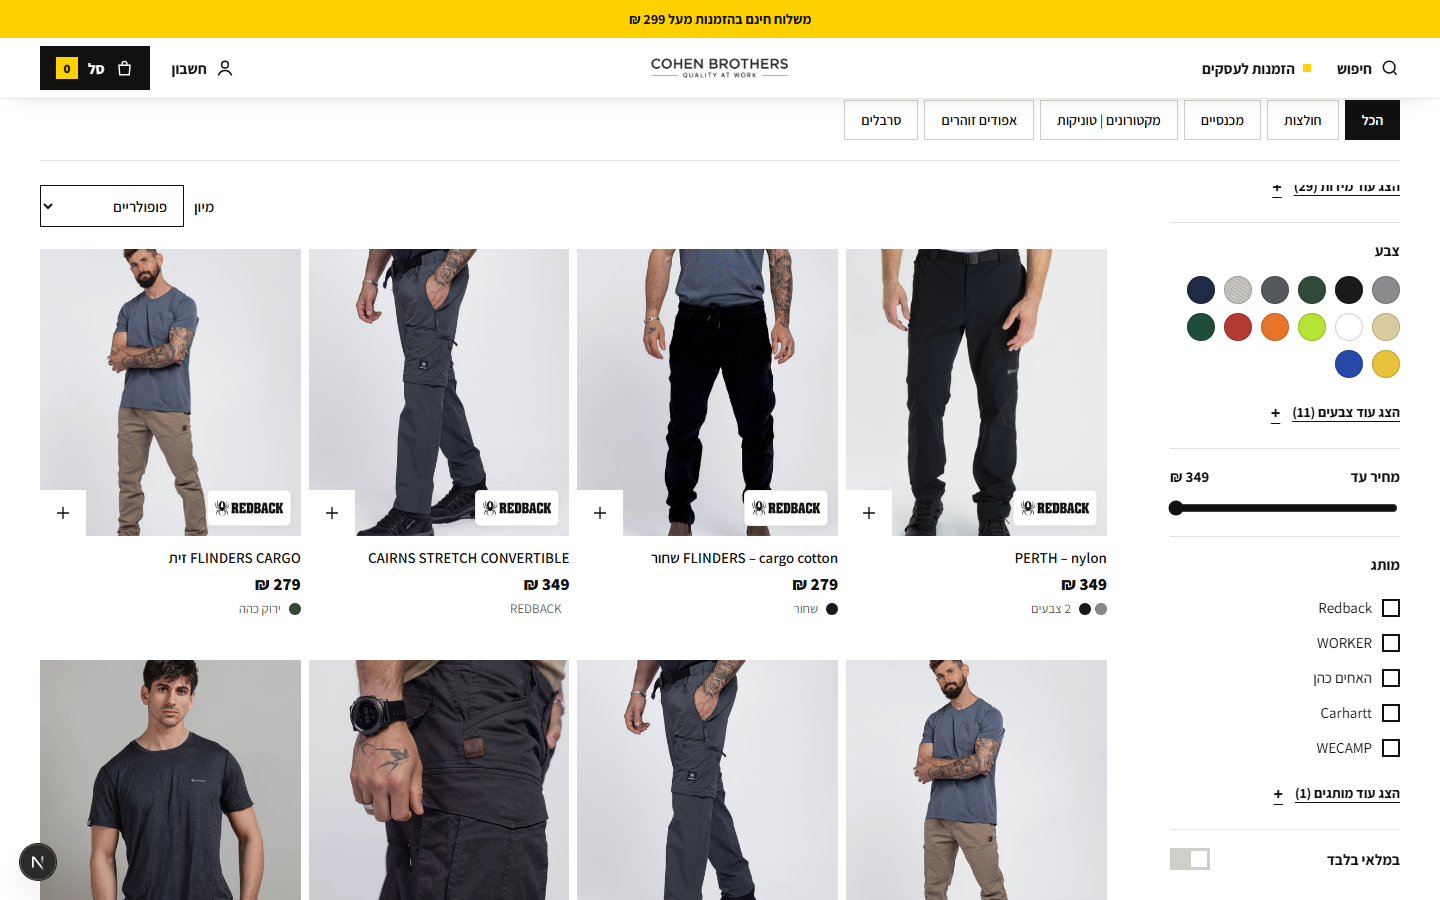 משלוח חינם בהזמנות מעל 299 ₪
חיפוש
הזמנות לעסקים
COHEN BROTHERS
QUALITY AT WORK
חשבון
סל
0
הכל
חולצות
מכנסיים
מקטורונים | טוניקות
אפודים זוהרים
סרבלים
הצג עוד מידות (29) +
מיון
פופולריים
צבע
הצג עוד צבעים (11) +
מחיר עד
349 ₪
מותג
Redback
WORKER
האחים כהן
Carhartt
WECAMP
הצג עוד מותגים (1) +
במלאי בלבד
REDBACK
+
PERTH – nylon
349 ₪
2 צבעים
REDBACK
+
FLINDERS – cargo cotton שחור
279 ₪
שחור
REDBACK
+
CAIRNS STRETCH CONVERTIBLE
349 ₪
REDBACK
REDBACK
+
FLINDERS CARGO זית
279 ₪
ירוק כהה
N